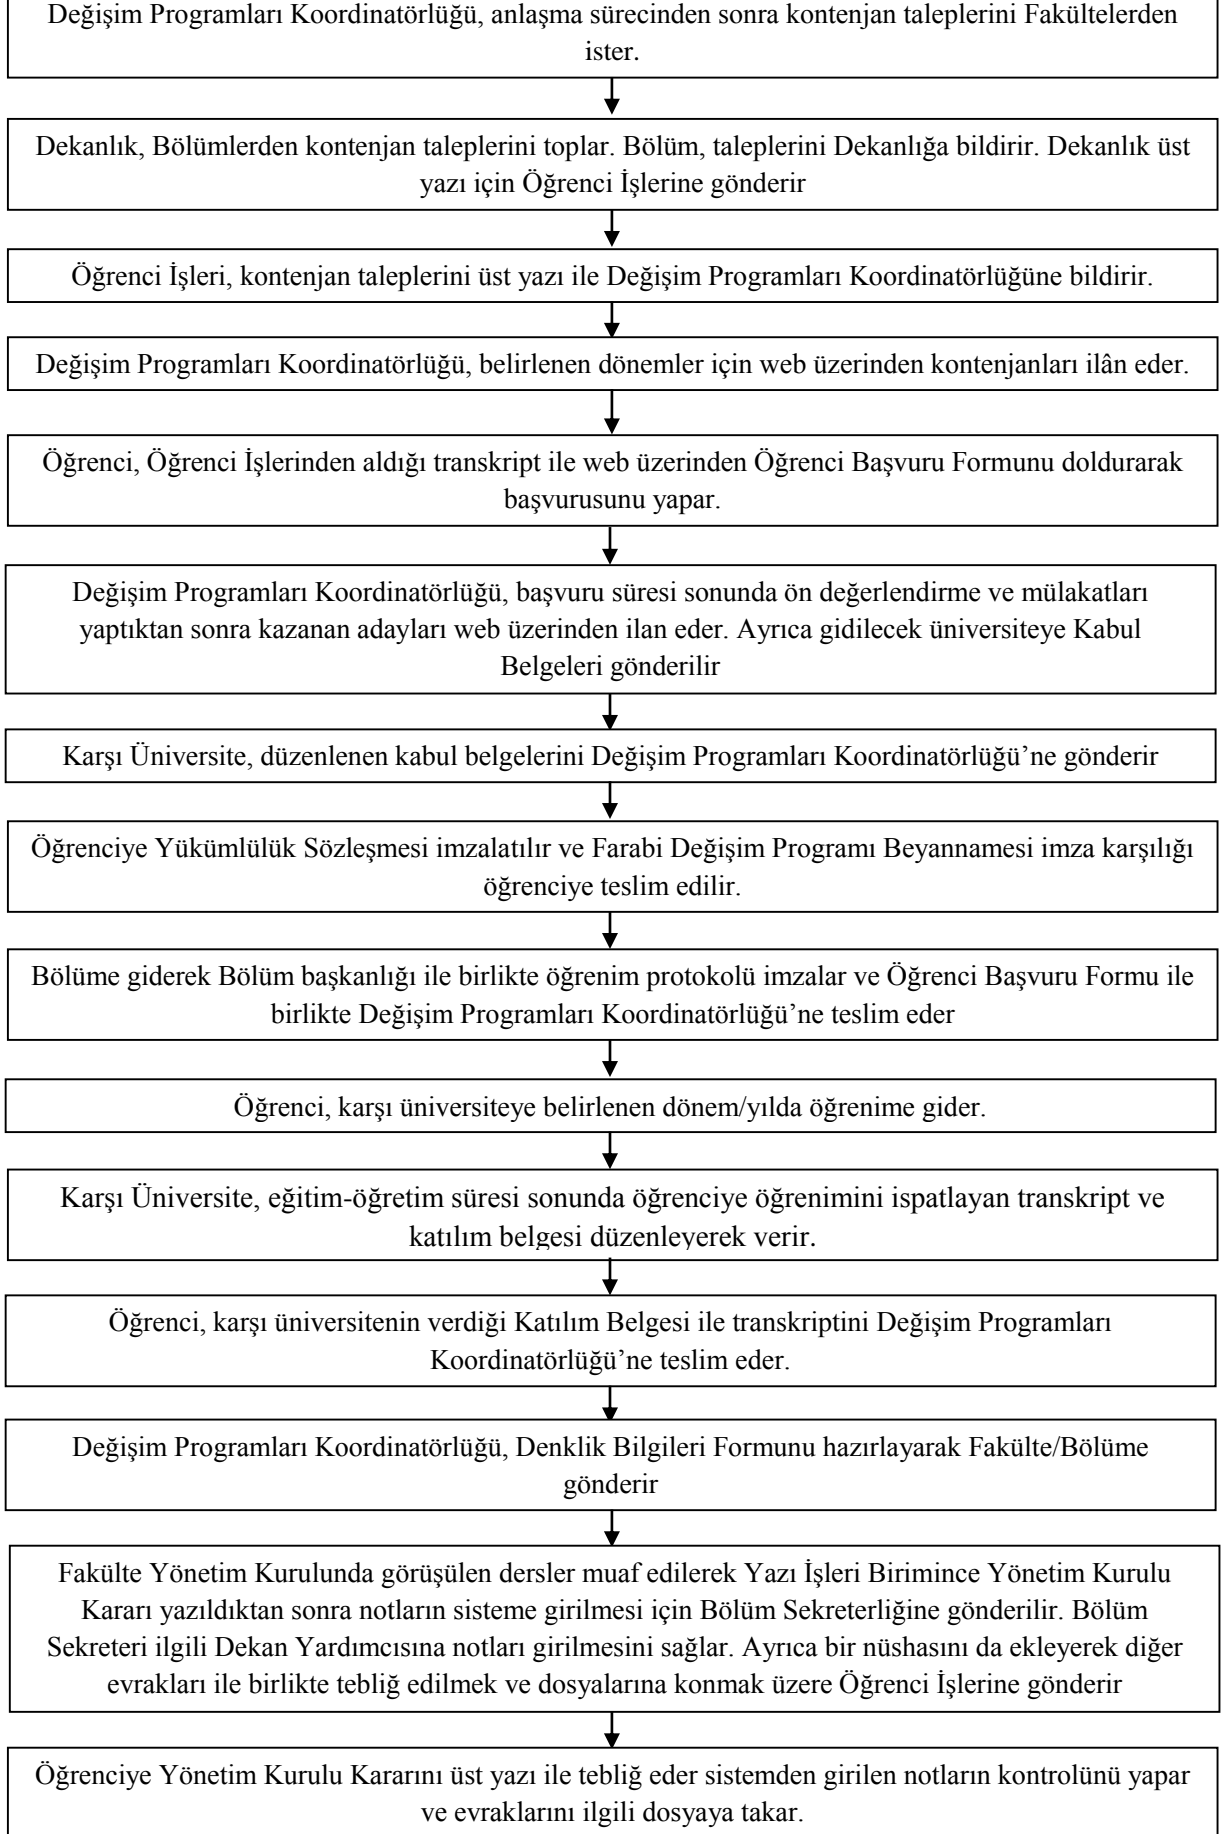 Değişim Programları Koordinatörlüğü, anlaşma sürecinden sonra kontenjan taleplerini Fakültelerden
ister.
Dekanlık, Bölümlerden kontenjan taleplerini toplar. Bölüm, taleplerini Dekanlığa bildirir. Dekanlık üst
yazı için Öğrenci İşlerine gönderir
Öğrenci İşleri, kontenjan taleplerini üst yazı ile Değişim Programları Koordinatörlüğüne bildirir.
Değişim Programları Koordinatörlüğü, belirlenen dönemler için web üzerinden kontenjanları ilân eder.
Öğrenci, Öğrenci İşlerinden aldığı transkript ile web üzerinden Öğrenci Başvuru Formunu doldurarak
başvurusunu yapar.
Değişim Programları Koordinatörlüğü, başvuru süresi sonunda ön değerlendirme ve mülakatları
yaptıktan sonra kazanan adayları web üzerinden ilan eder. Ayrıca gidilecek üniversiteye Kabul
Belgeleri gönderilir
Karşı Üniversite, düzenlenen kabul belgelerini Değişim Programları Koordinatörlüğü’ne gönderir
Öğrenciye Yükümlülük Sözleşmesi imzalatılır ve Farabi Değişim Programı Beyannamesi imza karşılığı
öğrenciye teslim edilir.
Bölüme giderek Bölüm başkanlığı ile birlikte öğrenim protokolü imzalar ve Öğrenci Başvuru Formu ile
birlikte Değişim Programları Koordinatörlüğü’ne teslim eder
Öğrenci, karşı üniversiteye belirlenen dönem/yılda öğrenime gider.
Karşı Üniversite, eğitim-öğretim süresi sonunda öğrenciye öğrenimini ispatlayan transkript ve
katılım belgesi düzenleyerek verir.
Öğrenci, karşı üniversitenin verdiği Katılım Belgesi ile transkriptini Değişim Programları
Koordinatörlüğü’ne teslim eder.
Değişim Programları Koordinatörlüğü, Denklik Bilgileri Formunu hazırlayarak Fakülte/Bölüme
gönderir
Fakülte Yönetim Kurulunda görüşülen dersler muaf edilerek Yazı İşleri Birimince Yönetim Kurulu
Kararı yazıldıktan sonra notların sisteme girilmesi için Bölüm Sekreterliğine gönderilir. Bölüm
Sekreteri ilgili Dekan Yardımcısına notları girilmesini sağlar. Ayrıca bir nüshasını da ekleyerek diğer
evrakları ile birlikte tebliğ edilmek ve dosyalarına konmak üzere Öğrenci İşlerine gönderir
Öğrenciye Yönetim Kurulu Kararını üst yazı ile tebliğ eder sistemden girilen notların kontrolünü yapar
ve evraklarını ilgili dosyaya takar.